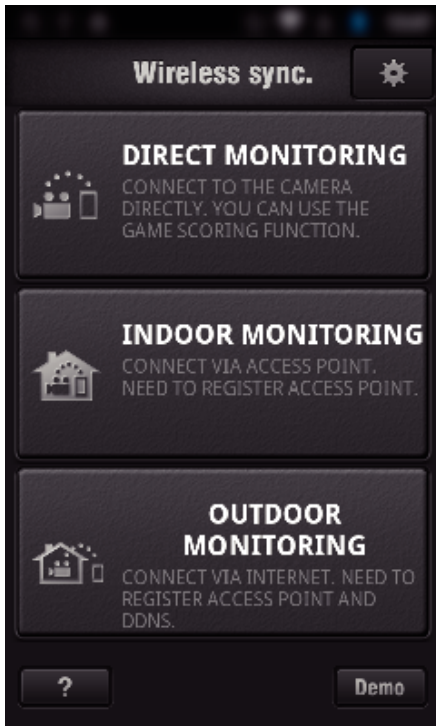 Wireless sync.
DIRECT MONITORING
CONNECT TO THE CAMERA
DIRECTLY. YOU CAN USE THE
GAME SCORING FUNCTION.
INDOOR MONITORING
CONNECT VIA ACCESS POINT.
NEED TO REGISTER ACCESS POINT.
OUTDOOR
MONITORING
CONNECT VIA INTERNET. NEED TO
REGISTER ACCESS POINT AND
DDNS.
?
Demo